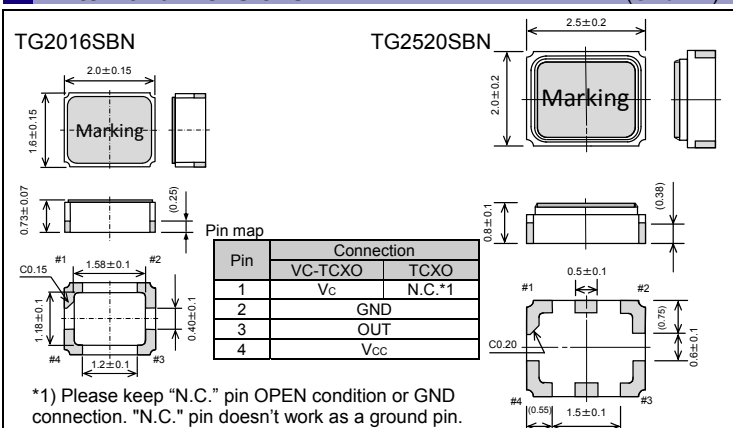 TG2016SBN
2.0±0.15
1.6±0.15
Marking
0.73±0.07
(0.25)
#1
#2
C0.15
1.58±0.1
1.18±0.1
0.40±0.1
#4
1.2±0.1
#3
TG2520SBN
2.5±0.2
2.0±0.2
Marking
0.8±0.1
(0.38)
0.5±0.1
#1
#2
(0.75)
0.6±0.1
C0.20
#4
#3
(0.55)
1.5±0.1
Pin map
Pin Connection
VC-TCXO TCXO
1 Vc N.C.*1
2 GND
3 OUT
4 Vcc
*1) Please keep “N.C.” pin OPEN condition or GND
connection. "N.C." pin doesn’t work as a ground pin.